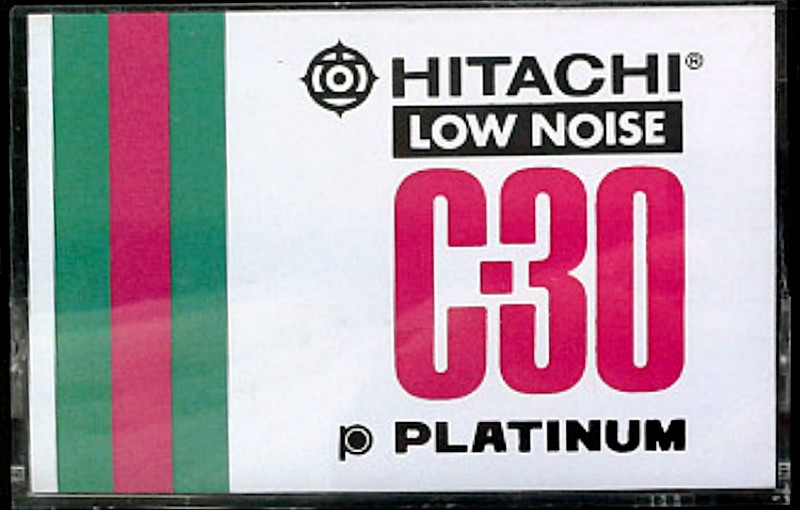 HITACHI®
LOW NOISE
C-30
p PLATINUM